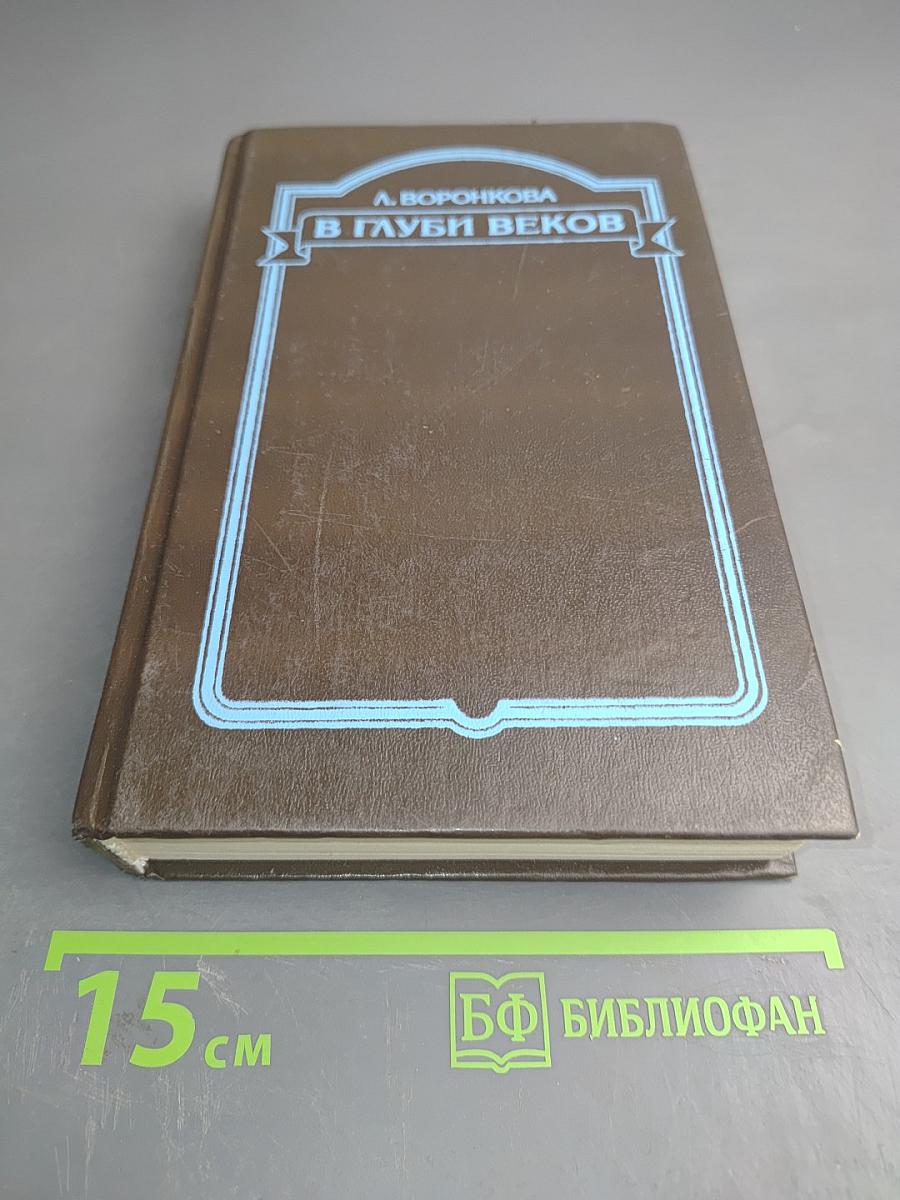 Л. ВОРОНКОВА
В ГЛУБИ ВЕКОВ
15 см
БФ БИБЛИОФАН